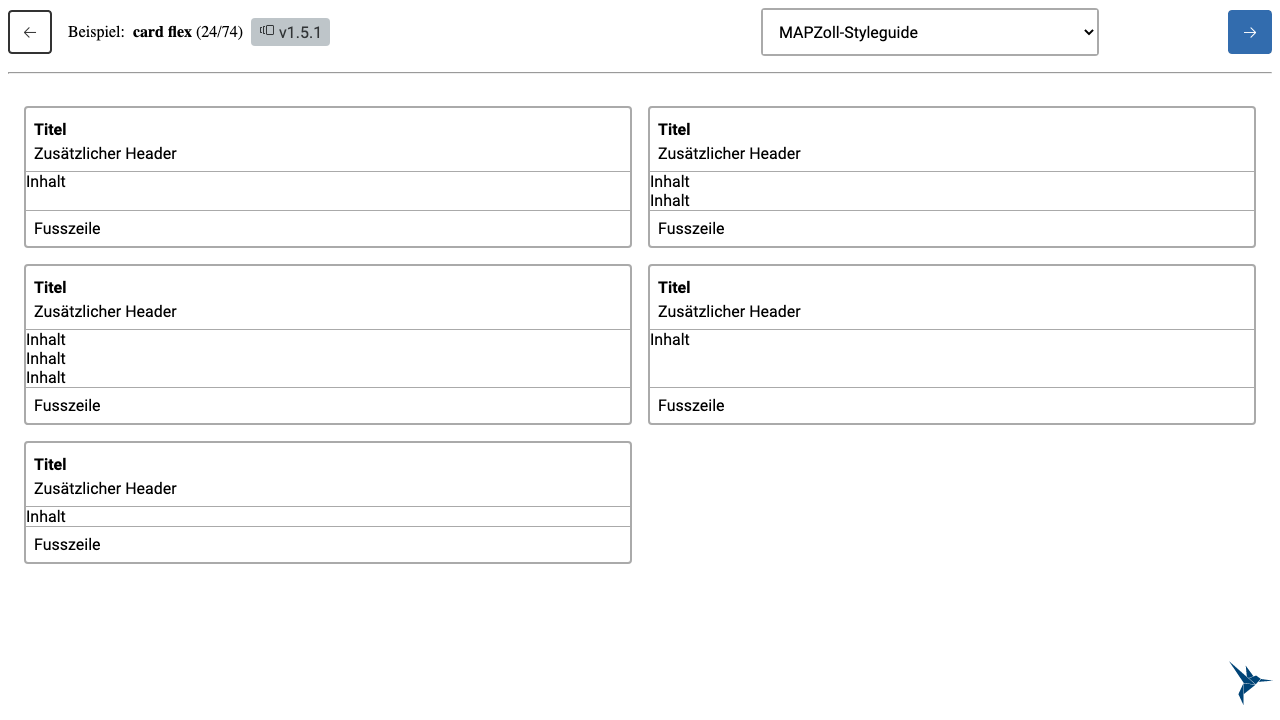 Beispiel: card flex (24/74) v1.5.1 MAPZoll-Styleguide
Titel
Zusätzlicher Header
Inhalt
Fusszeile
Titel
Zusätzlicher Header
Inhalt
Inhalt
Fusszeile
Titel
Zusätzlicher Header
Inhalt
Inhalt
Inhalt
Fusszeile
Titel
Zusätzlicher Header
Inhalt
Fusszeile
Titel
Zusätzlicher Header
Inhalt
Fusszeile